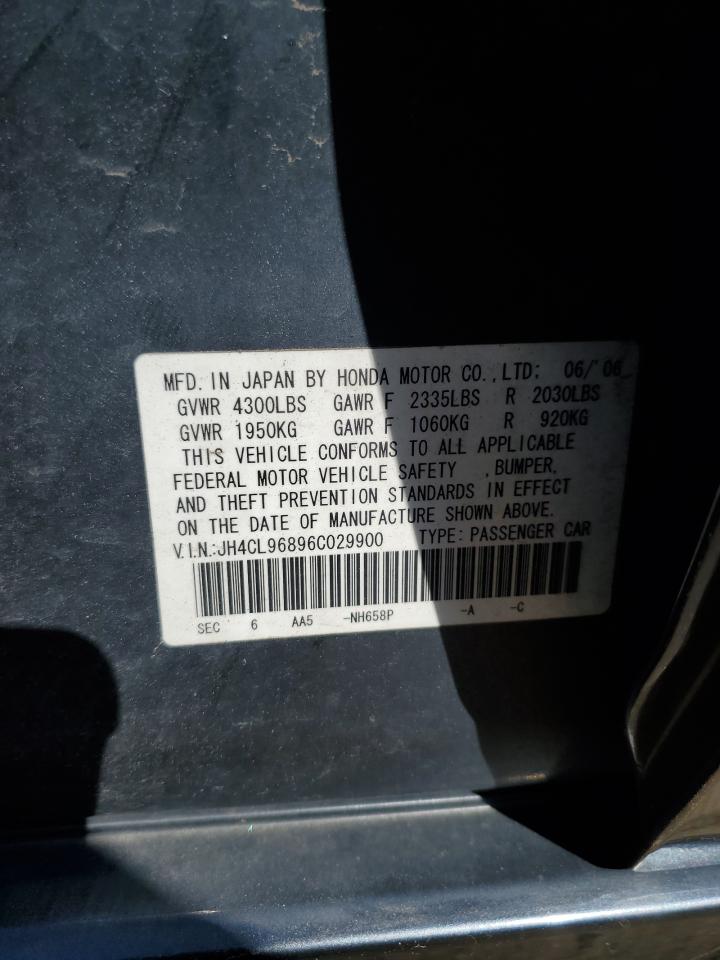 MFD. IN JAPAN BY HONDA MOTOR CO.,LTD: 06/'06
GVWR 4300LBS GAWR F 2335LBS R 2030LBS
GVWR 1950KG GAWR F 1060KG R 920KG
THIS VEHICLE CONFORMS TO ALL APPLICABLE
FEDERAL MOTOR VEHICLE SAFETY ,BUMPER,
AND THEFT PREVENTION STANDARDS IN EFFECT
ON THE DATE OF MANUFACTURE SHOWN ABOVE.
V.I.N.:JH4CL96896C029900 TYPE: PASSENGER CAR
SEC 6 AA5 -NH658P -A -C